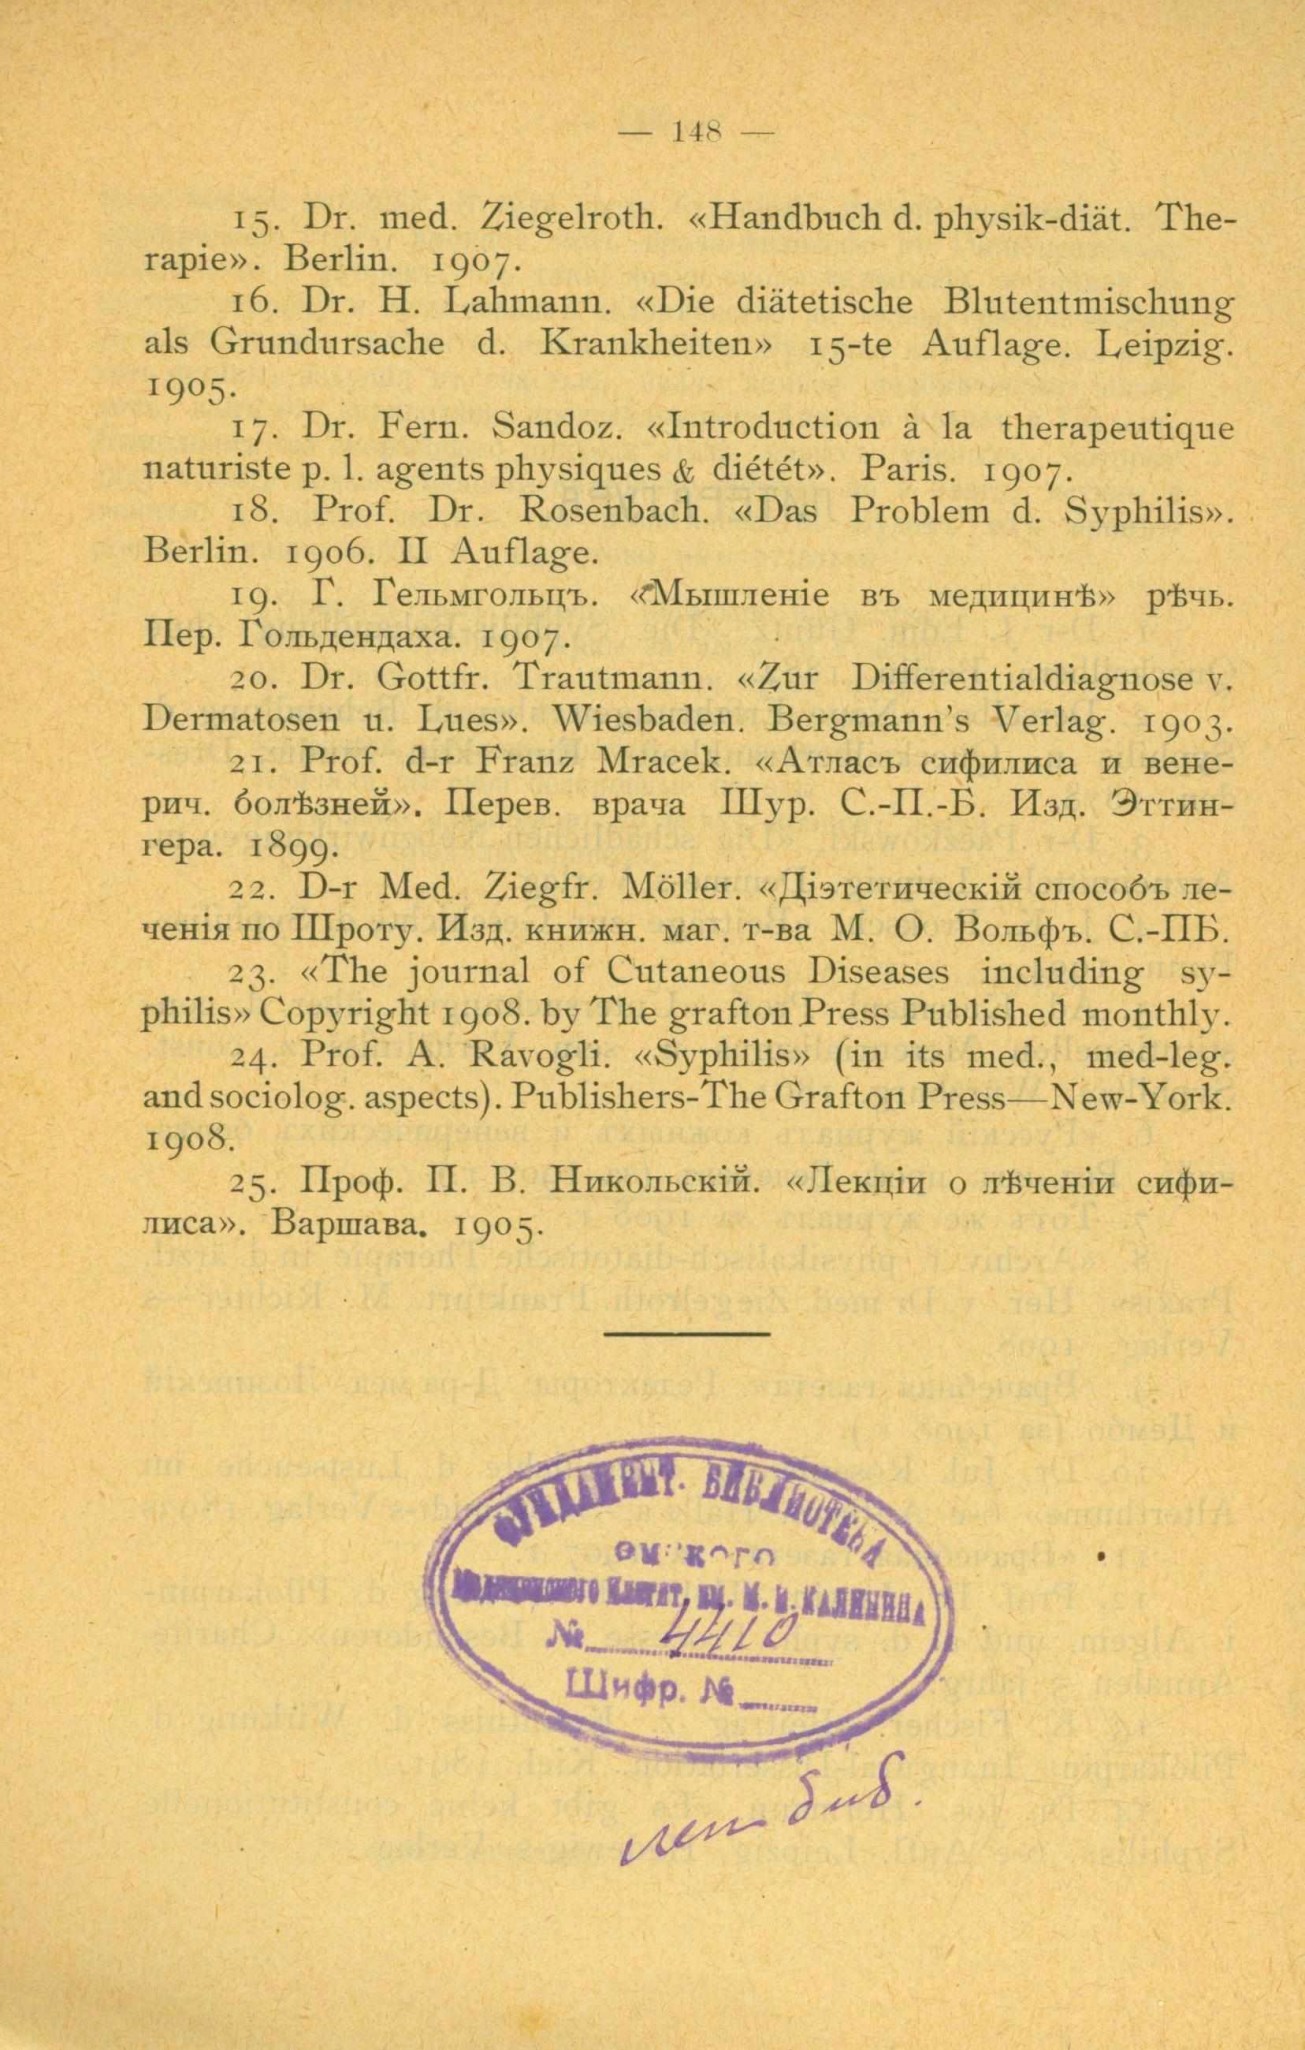 — 148 —
15. Dr. med. Ziegelroth. «Handbuch d. physik-diät. The-
rapie». Berlin. 1907.
16. Dr. H. Lahmann. «Die diätetische Blutentmischung
als Grundursache d. Krankheiten» 15-te Auflage. Leipzig.
1905.
17. Dr. Fern. Sandoz. «Introduction à la therapeutique
naturiste p. l. agents physiques & diétét». Paris. 1907.
18. Prof. Dr. Rosenbach. «Das Problem d. Syphilis».
Berlin. 1906. II Auflage.
19. Г. Гельмгольцъ. «Мышленіе въ медицинѣ» рѣчь.
Пер. Гольдендаха. 1907.
20. Dr. Gottfr. Trautmann. «Zur Differentialdiagnose v.
Dermatosen u. Lues». Wiesbaden. Bergmann's Verlag. 1903.
21. Prof. d-r Franz Mracek. «Атласъ сифилиса и вене-
рич. болѣзней». Перев. врача Шур. С.-П.-Б. Изд. Эттин-
гера. 1899.
22. D-r Med. Ziegfr. Möller. «Діэтетическій способъ ле-
ченія по Шроту. Изд. книжн. маг. т-ва М. О. Вольфъ. С.-ПБ.
23. «The journal of Cutaneous Diseases including sy-
philis» Copyright 1908. by The grafton Press Published monthly.
24. Prof. A. Ravogli. «Syphilis» (in its med., med-leg.
and sociolog. aspects). Publishers-The Grafton Press—New-York.
1908.
25. Проф. П. В. Никольскій. «Лекціи о лѣченіи сифи-
лиса». Варшава. 1905.
ФУНДАМЕНТ. БИБЛИОТЕКА
ОМСКОГО
МЕДИЦИНСКОГО ИНСТИТ. ИМ. М. И. КАЛИНИНА
№ 4410
Шифр. №
биб.